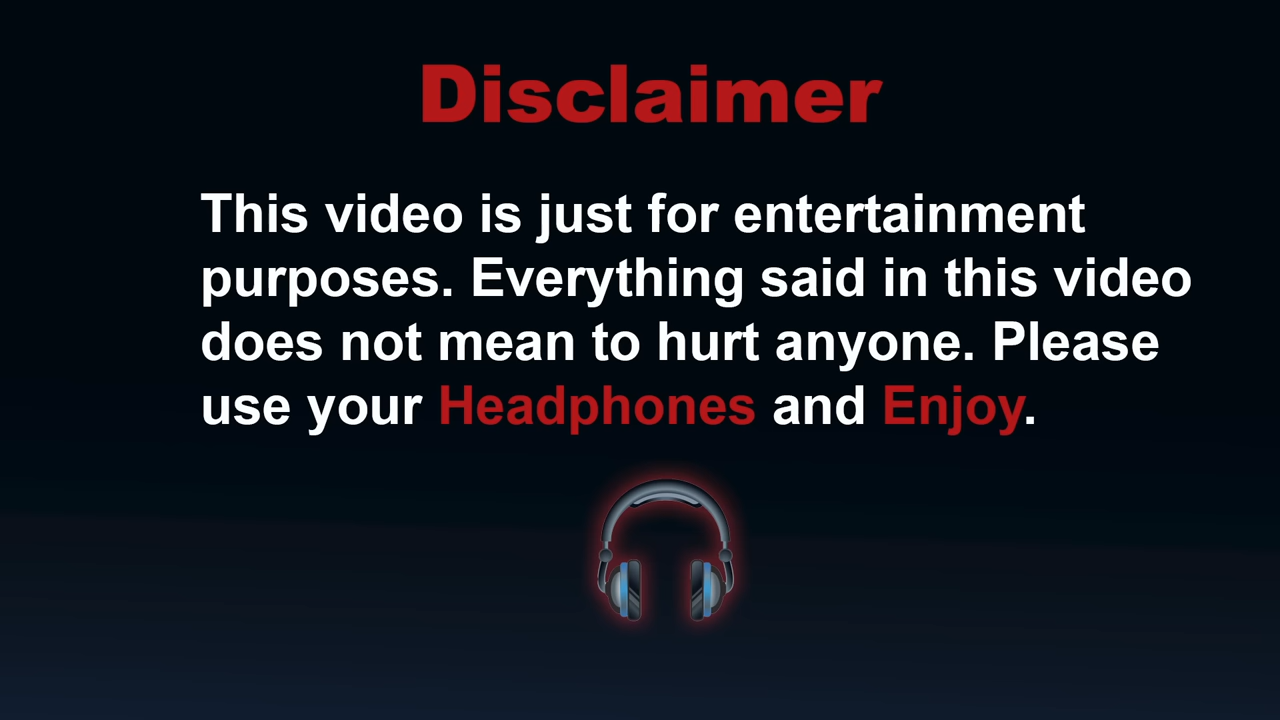 Disclaimer
This video is just for entertainment
purposes. Everything said in this video
does not mean to hurt anyone. Please
use your Headphones and Enjoy.